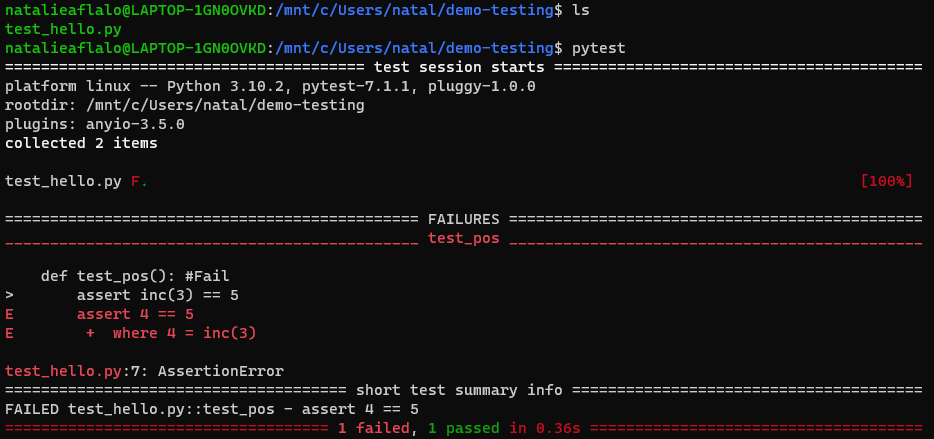 natalieaflalo@LAPTOP-1GN0OVKD:/mnt/c/Users/natal/demo-testing$ ls
test_hello.py
natalieaflalo@LAPTOP-1GN0OVKD:/mnt/c/Users/natal/demo-testing$ pytest
======================================== test session starts =========================================
platform linux -- Python 3.10.2, pytest-7.1.1, pluggy-1.0.0
rootdir: /mnt/c/Users/natal/demo-testing
plugins: anyio-3.5.0
collected 2 items

test_hello.py F. [100%]

============================================== FAILURES ==============================================
______________________________________________ test_pos ______________________________________________

    def test_pos(): #Fail
>       assert inc(3) == 5
E       assert 4 == 5
E        +  where 4 = inc(3)

test_hello.py:7: AssertionError
====================================== short test summary info =======================================
FAILED test_hello.py::test_pos - assert 4 == 5
==================================== 1 failed, 1 passed in 0.36s =====================================